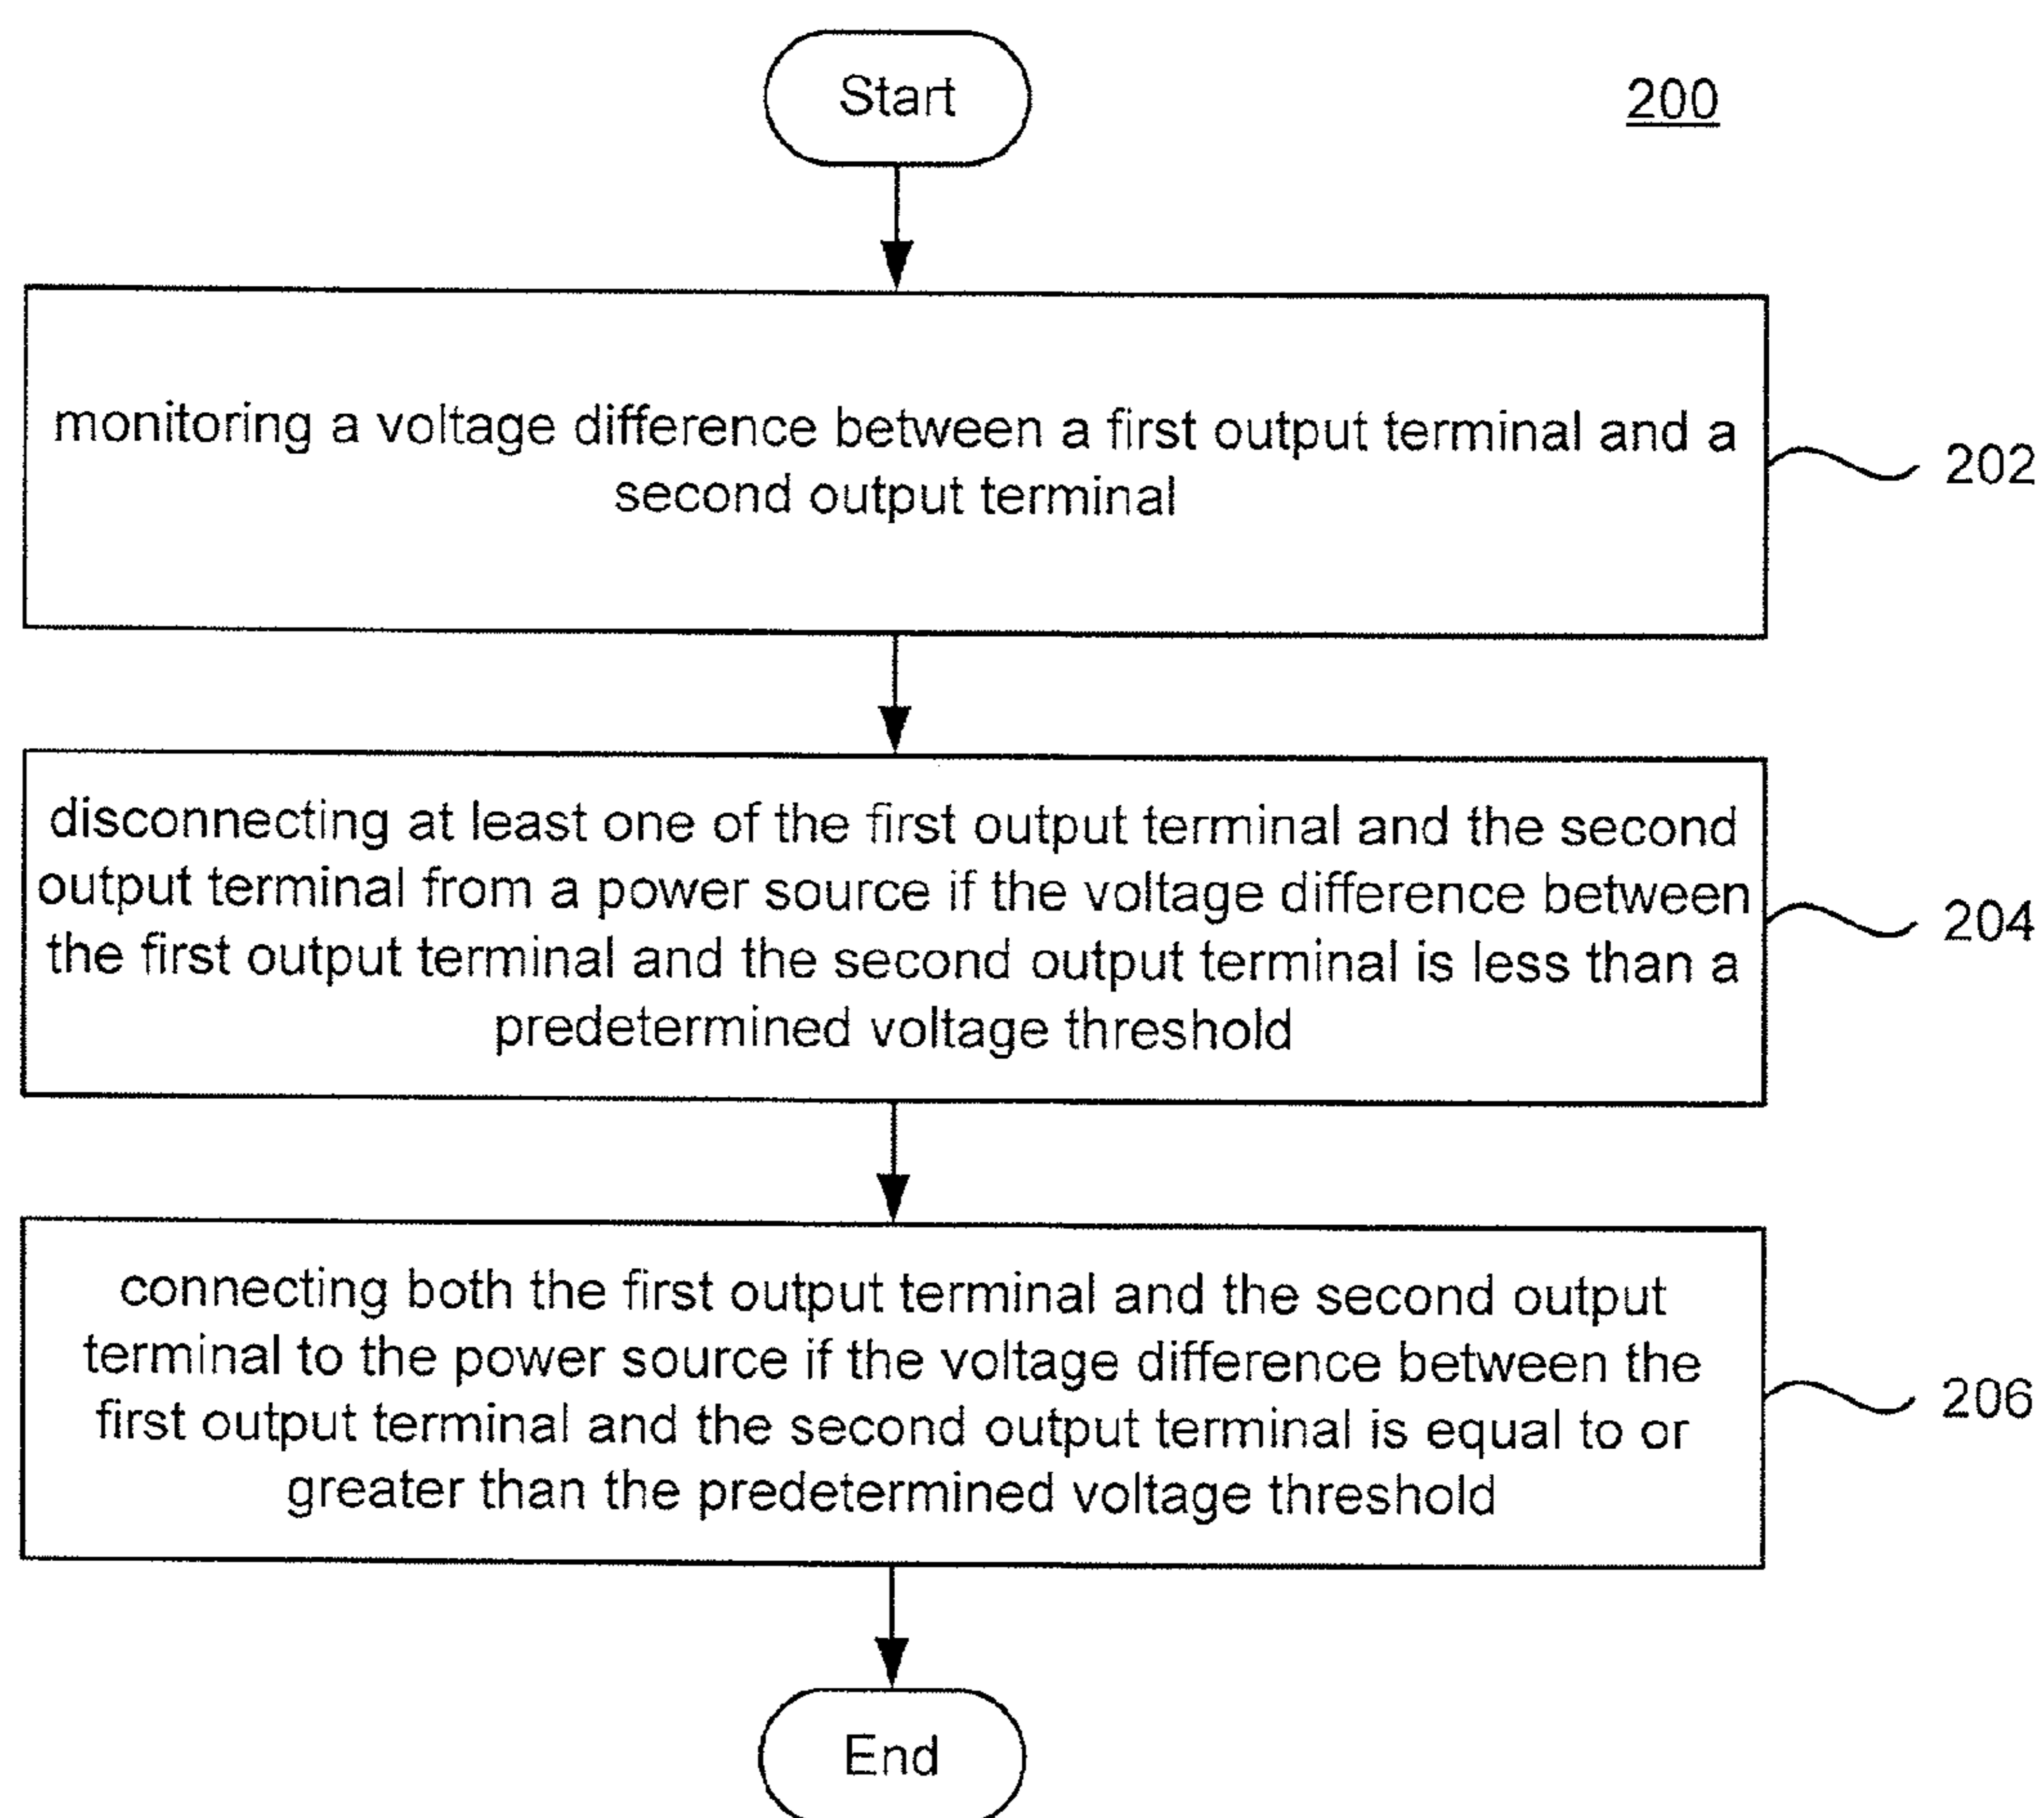 Start
200
monitoring a voltage difference between a first output terminal and a
second output terminal
202
disconnecting at least one of the first output terminal and the second
output terminal from a power source if the voltage difference between
the first output terminal and the second output terminal is less than a
predetermined voltage threshold
204
connecting both the first output terminal and the second output
terminal to the power source if the voltage difference between the
first output terminal and the second output terminal is equal to or
greater than the predetermined voltage threshold
206
End